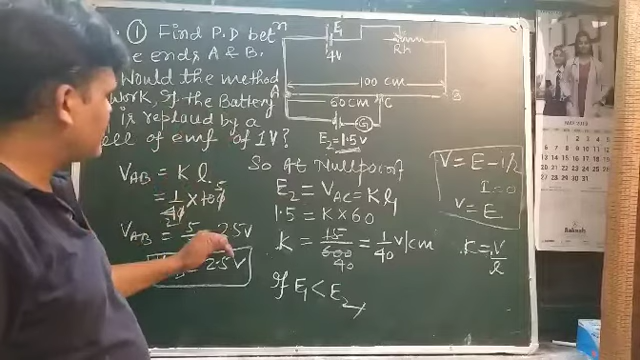 ① Find P.D betn
e ends A & B.
Would the method
work, If the Battery
is replaced by a
ell of emf of 1V?
E1
4V
Rh
100 cm
A
B
60cm
C
G
E2=1.5v
VAB = K l
= 1/40 × 100
VAB = 5/2 = 2.5V
= 2.5V
So At Nullpoint
E2 = VAC = Kl1
1.5 = K × 60
K = 15/600 = 1/40 v/cm
40
If E1 < E2
V = E - I r
I = 0
V = E
K = V/l